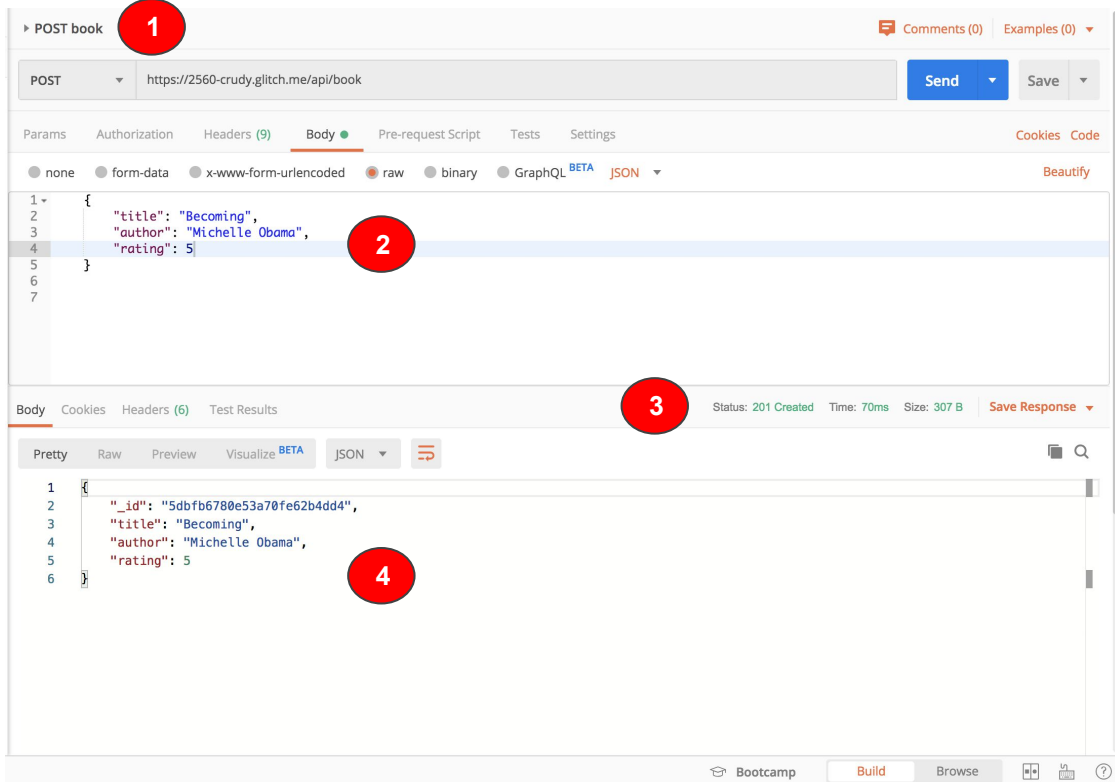 POST book 1 Comments (0) Examples (0)
POST https://2560-crudy.glitch.me/api/book Send Save
Params Authorization Headers (9) Body Pre-request Script Tests Settings Cookies Code
none form-data x-www-form-urlencoded raw binary GraphQL BETA JSON Beautify
1 {
2 "title": "Becoming",
3 "author": "Michelle Obama", 2
4 "rating": 5
5 }
6
7
Body Cookies Headers (6) Test Results 3 Status: 201 Created Time: 70ms Size: 307 B Save Response
Pretty Raw Preview Visualize BETA JSON
1 {
2 "_id": "5dbfb6780e53a70fe62b4dd4",
3 "title": "Becoming",
4 "author": "Michelle Obama",
5 "rating": 5
6 } 4
Bootcamp Build Browse ?